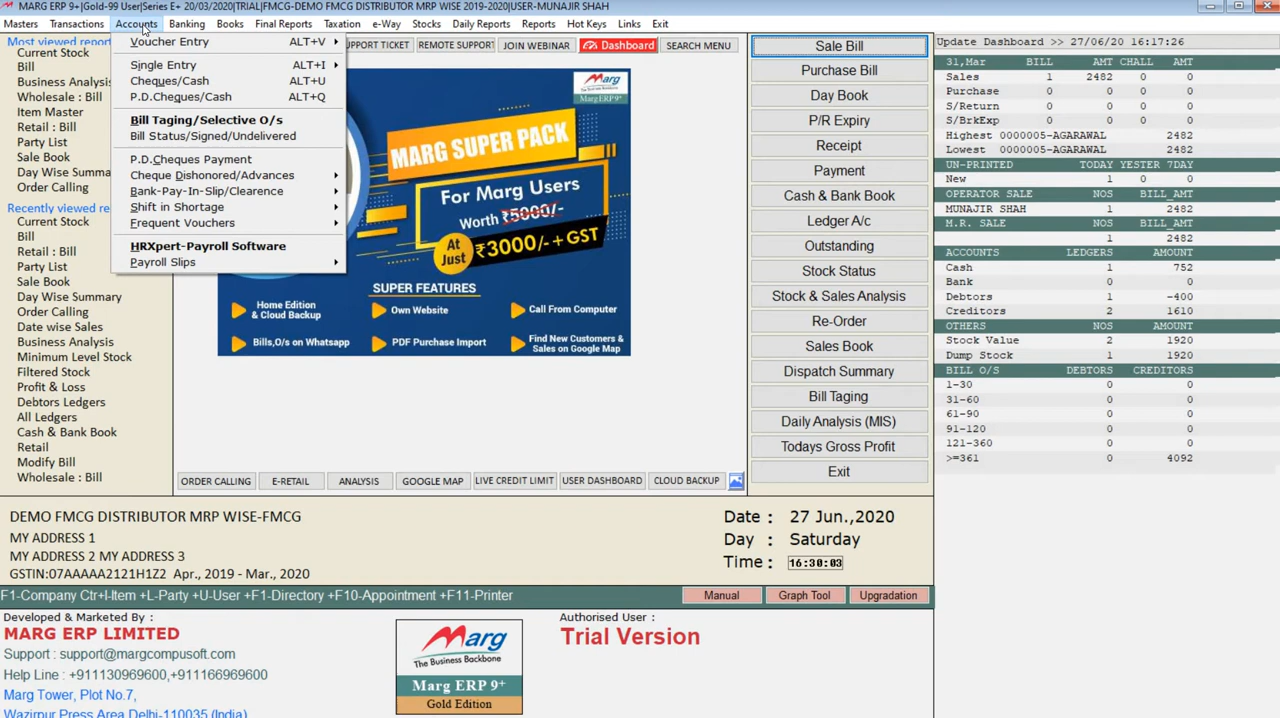 MARG ERP 9+|Gold-99 User|Series E+ 20/03/2020|TRIAL|FMCG-DEMO FMCG DISTRIBUTOR MRP WISE 2019-2020|USER-MUNAJIR SHAH
Masters Transactions Accounts Banking Books Final Reports Taxation e-Way Stocks Daily Reports Reports Hot Keys Links Exit
Current Stock
Bill
Business Analysis
Wholesale : Bill
Item Master
Retail : Bill
Party List
Sale Book
Day Wise Summa
Order Calling
Recently viewed re
Current Stock
Bill
Retail : Bill
Party List
Sale Book
Day Wise Summary
Order Calling
Date wise Sales
Business Analysis
Minimum Level Stock
Filtered Stock
Profit & Loss
Debtors Ledgers
All Ledgers
Cash & Bank Book
Retail
Modify Bill
Wholesale : Bill
Voucher Entry ALT+V
Single Entry ALT+I
Cheques/Cash ALT+U
P.D.Cheques/Cash ALT+Q
Bill Taging/Selective O/s
Bill Status/Signed/Undelivered
P.D.Cheques Payment
Cheque Dishonored/Advances
Bank-Pay-In-Slip/Clearence
Shift in Shortage
Frequent Vouchers
HRXpert-Payroll Software
Payroll Slips
UPPORT TICKET REMOTE SUPPORT JOIN WEBINAR Dashboard SEARCH MENU
Marg
The Business Backbone
Marg ERP 9+
MARG SUPER PACK
For Marg Users
Worth ₹5000/-
At Just ₹3000/- + GST
SUPER FEATURES
Home Edition & Cloud Backup
Own Website
Call From Computer
Bills,O/s on Whatsapp
PDF Purchase Import
Find New Customers & Sales on Google Map
ORDER CALLING E-RETAIL ANALYSIS GOOGLE MAP LIVE CREDIT LIMIT USER DASHBOARD CLOUD BACKUP
Sale Bill
Purchase Bill
Day Book
P/R Expiry
Receipt
Payment
Cash & Bank Book
Ledger A/c
Outstanding
Stock Status
Stock & Sales Analysis
Re-Order
Sales Book
Dispatch Summary
Bill Taging
Daily Analysis (MIS)
Todays Gross Profit
Exit
Update Dashboard >> 27/06/20 16:17:26
31,Mar BILL AMT CHALL AMT
Sales 1 2482 0 0
Purchase 0 0 0 0
S/Return 0 0 0 0
S/BrkExp 0 0 0 0
Highest 0000005-AGARAWAL 2482
Lowest 0000005-AGARAWAL 2482
UN-PRINTED TODAY YESTER 7DAY
New 1 0 0
OPERATOR SALE NOS BILL_AMT
MUNAJIR SHAH 1 2482
M.R. SALE NOS BILL_AMT
1 2482
ACCOUNTS LEDGERS AMOUNT
Cash 1 752
Bank 0 0
Debtors 1 -400
Creditors 2 1610
OTHERS NOS AMOUNT
Stock Value 2 1920
Dump Stock 1 1920
BILL O/S DEBTORS CREDITORS
1-30 0 0
31-60 0 0
61-90 0 0
91-120 0 0
121-360 0 0
>=361 0 4092
DEMO FMCG DISTRIBUTOR MRP WISE-FMCG
MY ADDRESS 1
MY ADDRESS 2 MY ADDRESS 3
GSTIN:07AAAAA2121H1Z2 Apr., 2019 - Mar., 2020
Date : 27 Jun.,2020
Day : Saturday
Time : 16:30:03
F1-Company Ctr+I-Item +L-Party +U-User +F1-Directory +F10-Appointment +F11-Printer
Manual Graph Tool Upgradation
Developed & Marketed By :
MARG ERP LIMITED
Support : support@margcompusoft.com
Help Line : +911130969600,+911166969600
Marg Tower, Plot No.7,
Wazirpur Press Area Delhi-110035 (India)
Marg
The Business Backbone
Marg ERP 9+
Gold Edition
Authorised User :
Trial Version